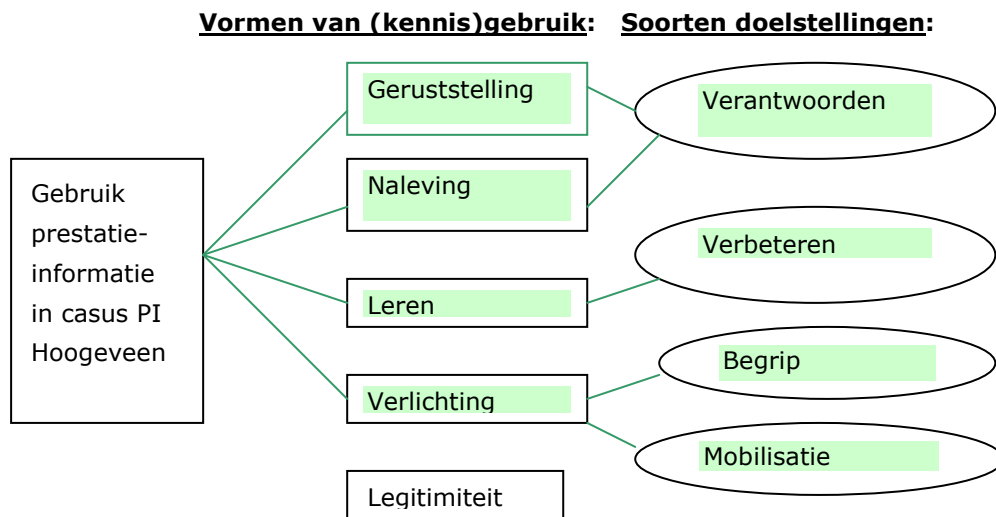 Vormen van (kennis)gebruik: Soorten doelstellingen:
Geruststelling
Verantwoorden
Naleving
Gebruik
prestatie-
informatie
in casus PI
Hoogeveen
Verbeteren
Leren
Begrip
Verlichting
Mobilisatie
Legitimiteit